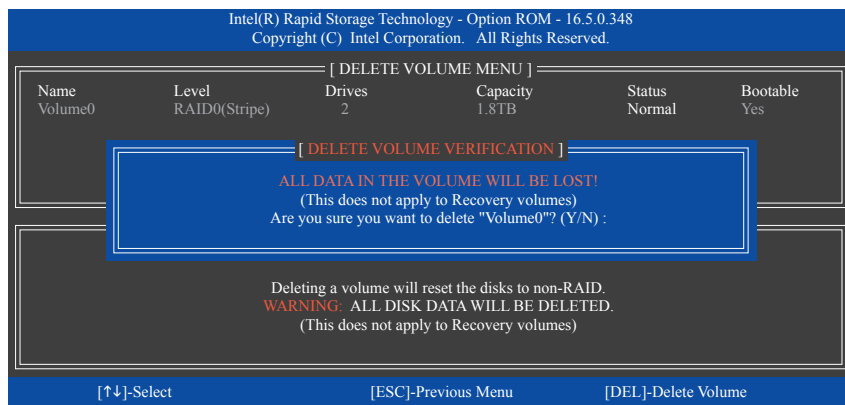 Intel(R) Rapid Storage Technology - Option ROM - 16.5.0.348
Copyright (C) Intel Corporation. All Rights Reserved.
[ DELETE VOLUME MENU ]
Name Level Drives Capacity Status Bootable
Volume0 RAID0(Stripe) 2 1.8TB Normal Yes
[ DELETE VOLUME VERIFICATION ]
ALL DATA IN THE VOLUME WILL BE LOST!
(This does not apply to Recovery volumes)
Are you sure you want to delete "Volume0"? (Y/N) :
Deleting a volume will reset the disks to non-RAID.
WARNING: ALL DISK DATA WILL BE DELETED.
(This does not apply to Recovery volumes)
[↑↓]-Select [ESC]-Previous Menu [DEL]-Delete Volume